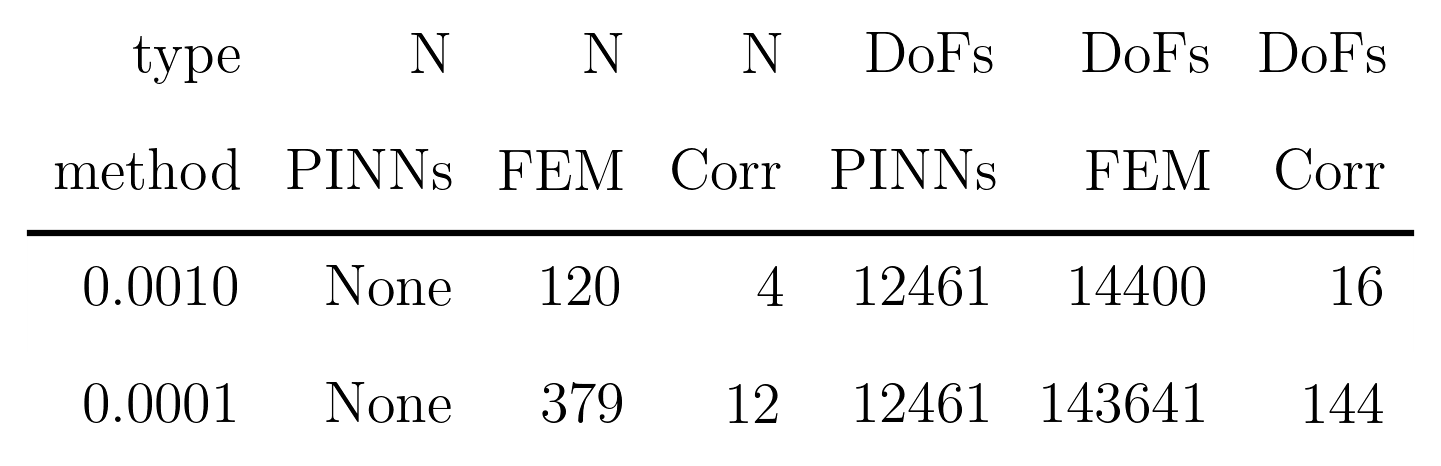 type N N N DoFs DoFs DoFs
method PINNs FEM Corr PINNs FEM Corr
0.0010 None 120 4 12461 14400 16
0.0001 None 379 12 12461 143641 144